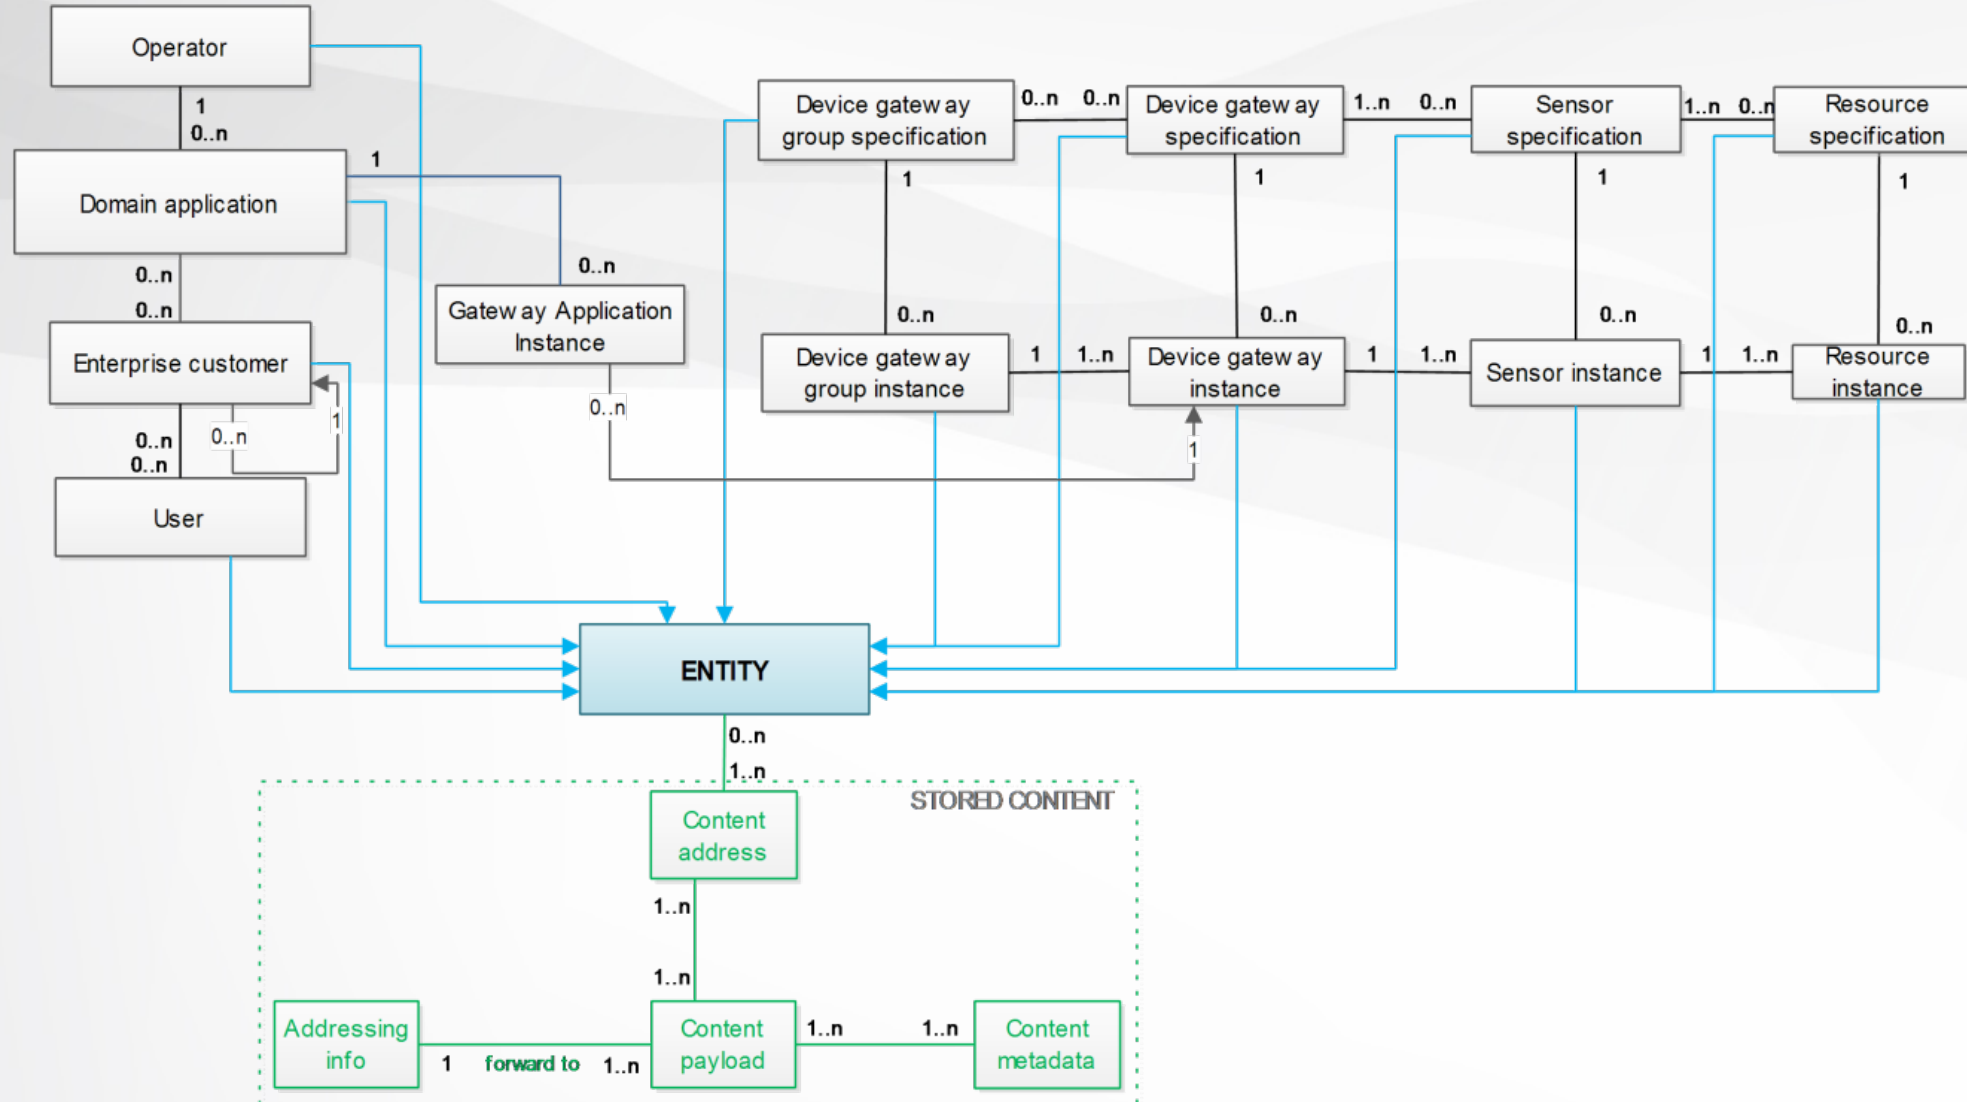 Operator
1
0..n
Domain application
1
0..n
0..n
0..n
Enterprise customer
0..n
1
0..n
0..n
User
Gateway Application
Instance
0..n
1
Device gateway
group specification
0..n
0..n
Device gateway
specification
1..n
0..n
Sensor
specification
1..n
0..n
Resource
specification
1
1
1
1
0..n
0..n
0..n
0..n
Device gateway
group instance
1
1..n
Device gateway
instance
1
1..n
Sensor instance
1
1..n
Resource
instance
ENTITY
0..n
1..n
STORED CONTENT
Content
address
1..n
1..n
Addressing
info
1
forward to
1..n
Content
payload
1..n
1..n
Content
metadata